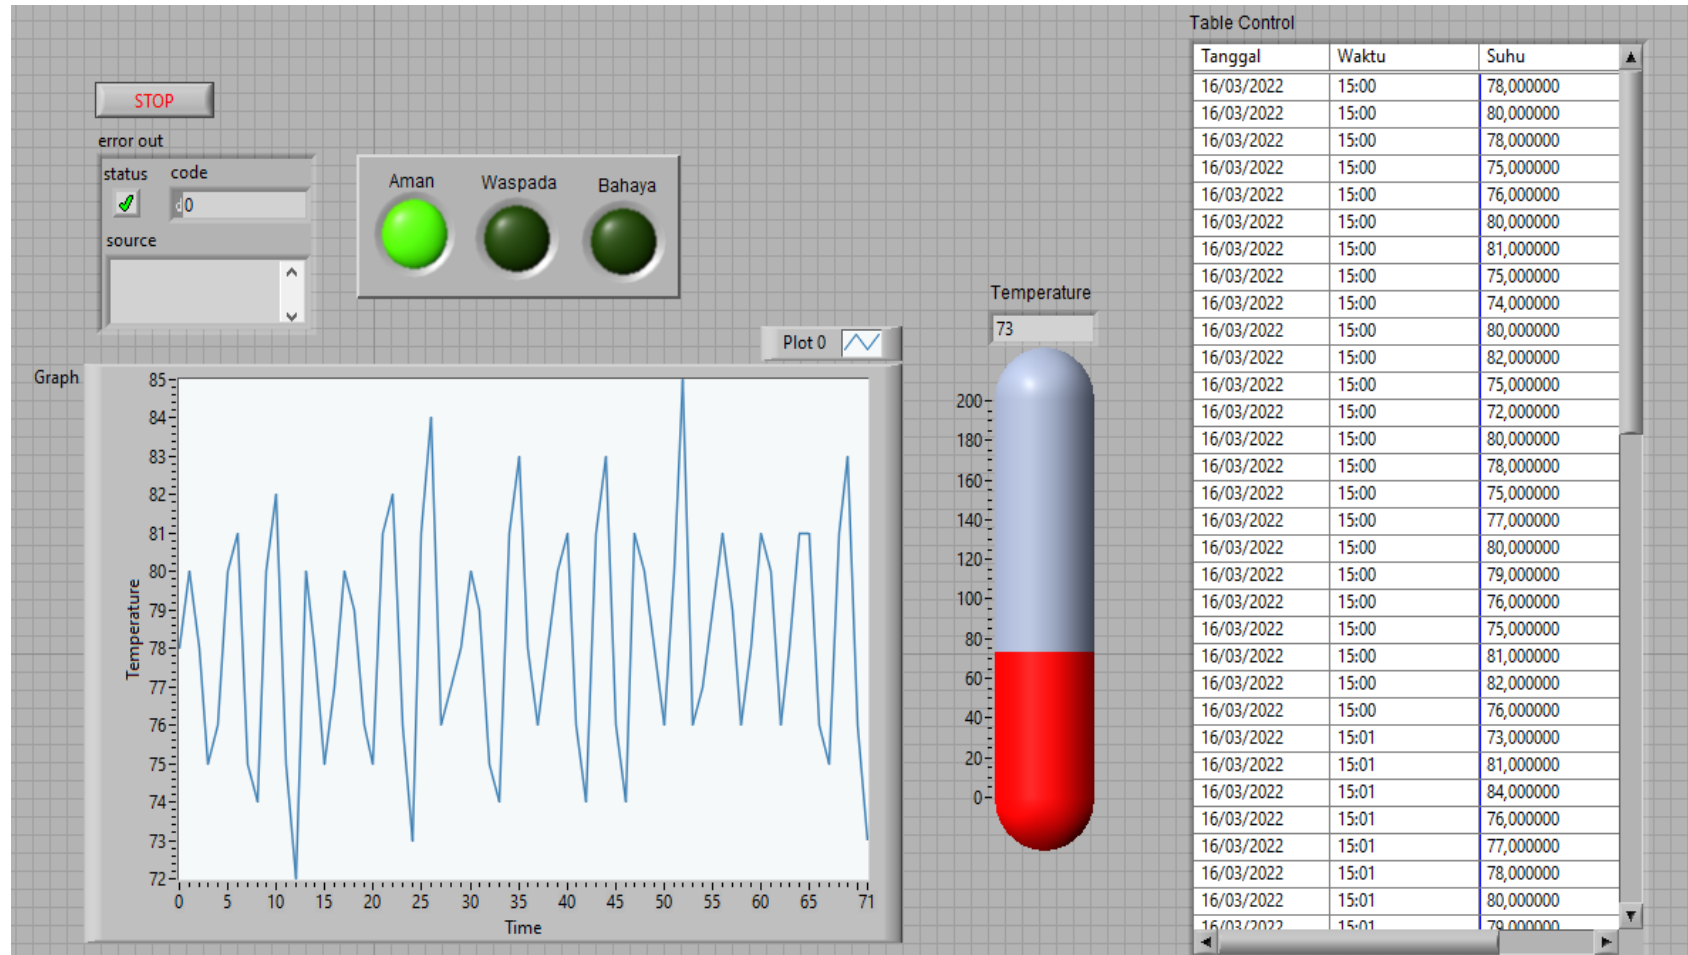 STOP
error out
status code
0
source
Aman Waspada Bahaya
Plot 0
Graph
Temperature
85
84
83
82
81
80
79
78
77
76
75
74
73
72
0 5 10 15 20 25 30 35 40 45 50 55 60 65 71
Time
Temperature
73
200
180
160
140
120
100
80
60
40
20
0
Table Control
Tanggal Waktu Suhu
16/03/2022 15:00 78,000000
16/03/2022 15:00 80,000000
16/03/2022 15:00 78,000000
16/03/2022 15:00 75,000000
16/03/2022 15:00 76,000000
16/03/2022 15:00 80,000000
16/03/2022 15:00 81,000000
16/03/2022 15:00 75,000000
16/03/2022 15:00 74,000000
16/03/2022 15:00 80,000000
16/03/2022 15:00 82,000000
16/03/2022 15:00 75,000000
16/03/2022 15:00 72,000000
16/03/2022 15:00 80,000000
16/03/2022 15:00 78,000000
16/03/2022 15:00 75,000000
16/03/2022 15:00 77,000000
16/03/2022 15:00 80,000000
16/03/2022 15:00 79,000000
16/03/2022 15:00 76,000000
16/03/2022 15:00 75,000000
16/03/2022 15:00 81,000000
16/03/2022 15:00 82,000000
16/03/2022 15:00 76,000000
16/03/2022 15:01 73,000000
16/03/2022 15:01 81,000000
16/03/2022 15:01 84,000000
16/03/2022 15:01 76,000000
16/03/2022 15:01 77,000000
16/03/2022 15:01 78,000000
16/03/2022 15:01 80,000000
16/03/2022 15:01 79,000000